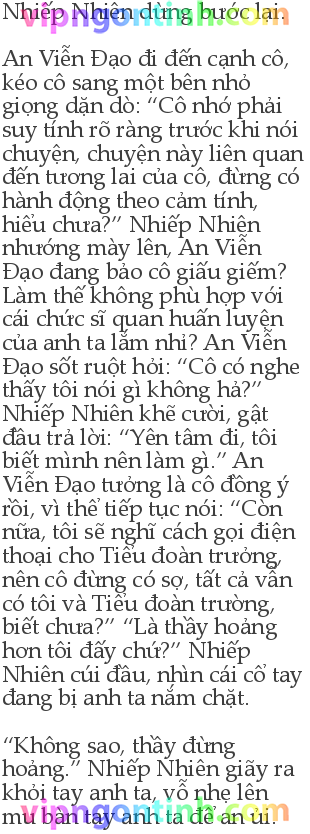 Nhiếp Nhiên dừng bước lại.
vipngontinh.com
An Viễn Đạo đi đến cạnh cô,
kéo cô sang một bên nhỏ
giọng dặn dò: “Cô nhớ phải
suy tính rõ ràng trước khi nói
chuyện, chuyện này liên quan
đến tương lai của cô, đừng có
hành động theo cảm tính,
hiểu chưa?” Nhiếp Nhiên
nhướng mày lên, An Viễn
Đạo đang bảo cô giấu giếm?
Làm thế không phù hợp với
cái chức sĩ quan huấn luyện
của anh ta lắm nhỉ? An Viễn
Đạo sốt ruột hỏi: “Cô có nghe
thấy tôi nói gì không hả?”
Nhiếp Nhiên khẽ cười, gật
đầu trả lời: “Yên tâm đi, tôi
biết mình nên làm gì.” An
Viễn Đạo tưởng là cô đồng ý
rồi, vì thế tiếp tục nói: “Còn
nữa, tôi sẽ nghĩ cách gọi điện
thoại cho Tiểu đoàn trưởng,
nên cô đừng có sợ, tất cả vẫn
có tôi và Tiểu đoàn trường,
biết chưa?” “Là thầy hoảng
hơn tôi đấy chứ?” Nhiếp
Nhiên cúi đầu, nhìn cái cổ tay
đang bị anh ta nắm chặt.
“Không sao, thầy đừng
hoảng.” Nhiếp Nhiên giãy ra
khỏi tay anh ta, vỗ nhẹ lên
mu bàn tay anh ta để an ủi.
vipngontinh.com